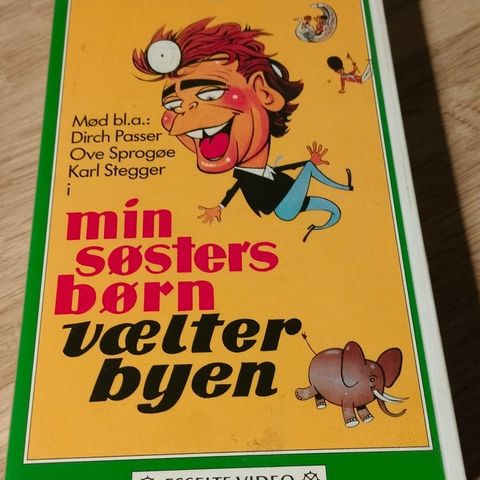 Mød bl.a.:
Dirch Passer
Ove Sprogøe
Karl Stegger
i
min
søsters
børn
vælter
byen
ESSELTE VIDEO